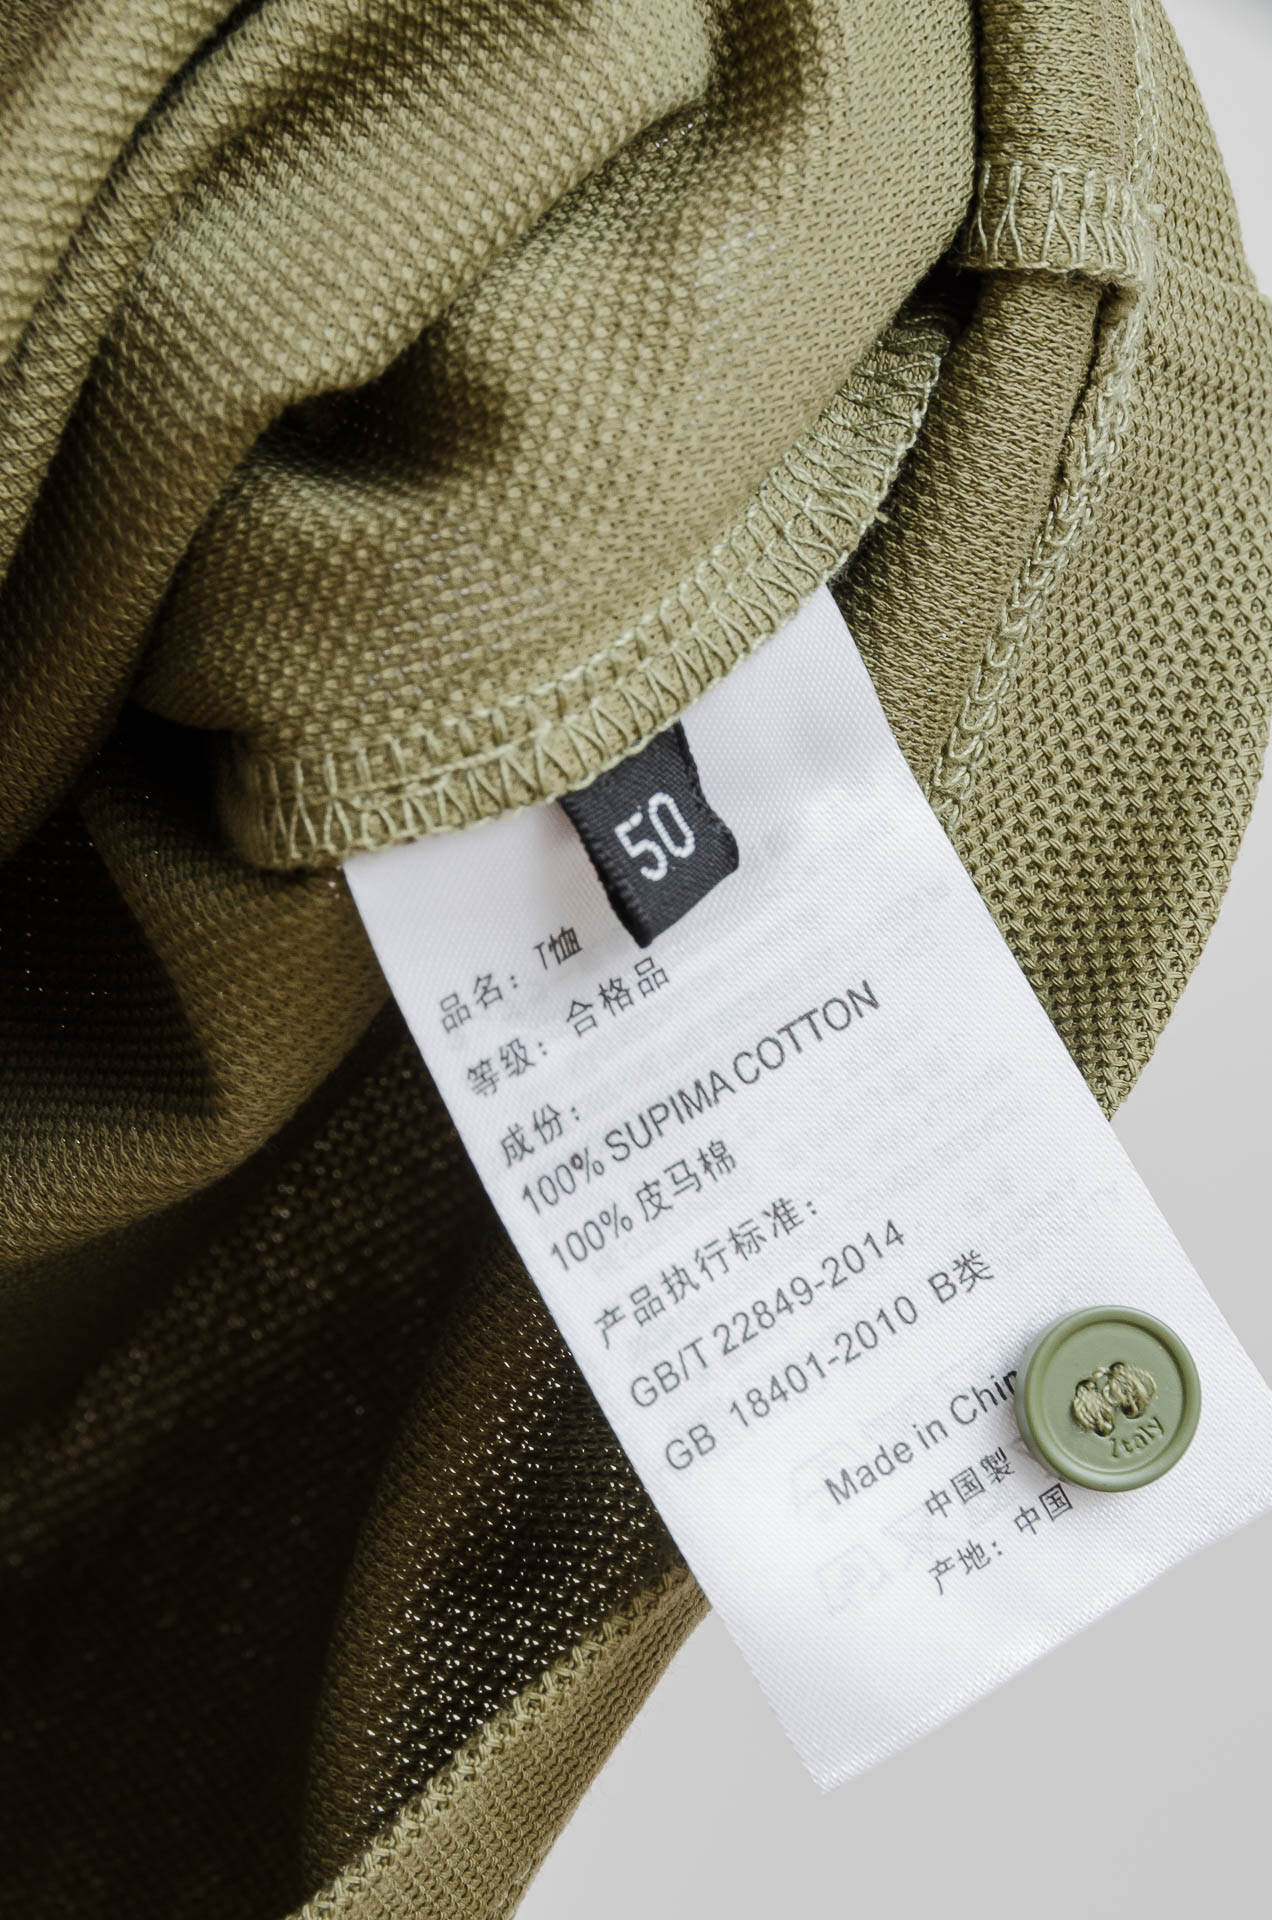 50
品名：T恤
等级：合格品
成份：
100% SUPIMA COTTON
100% 皮马棉
产品执行标准：
GB/T 22849-2014
GB 18401-2010 B类
Made in Chin
中国製
产地：中国
Italy